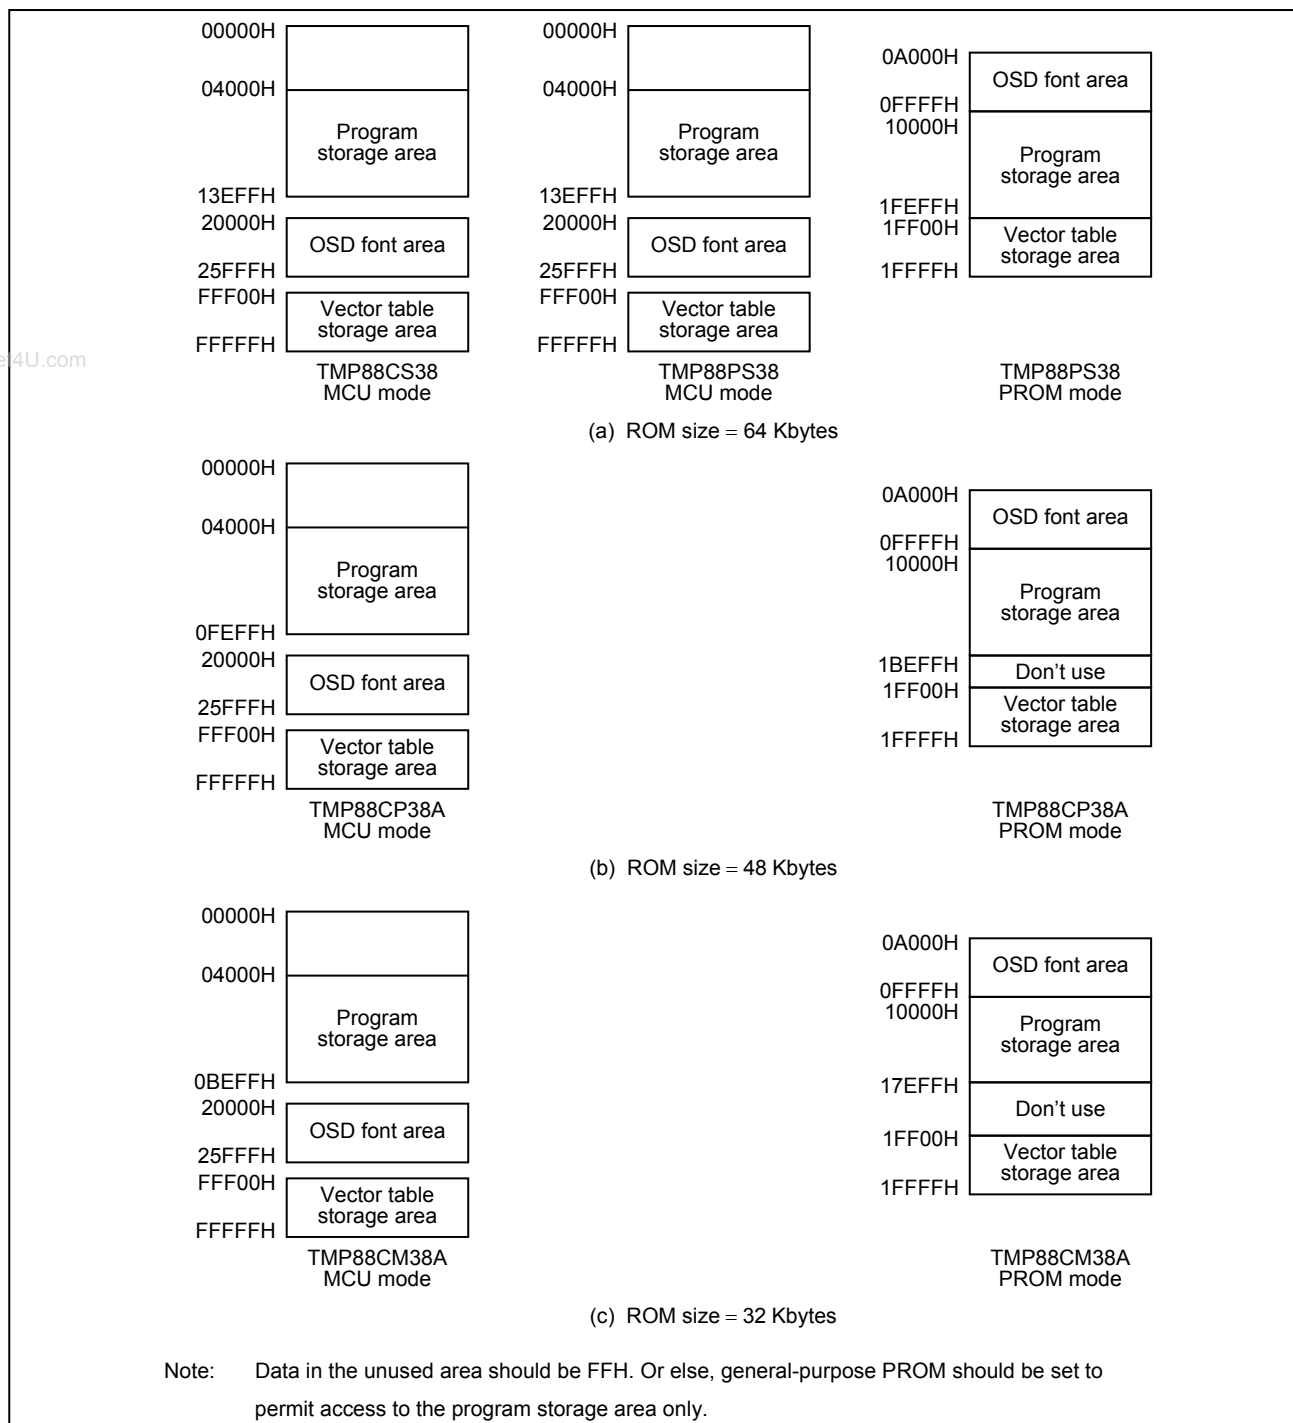 00000H
04000H
Program
storage area
13EFFH
20000H
OSD font area
25FFFH
FFF00H
Vector table
storage area
FFFFFH
TMP88CS38
MCU mode
00000H
04000H
Program
storage area
13EFFH
20000H
OSD font area
25FFFH
FFF00H
Vector table
storage area
FFFFFH
TMP88PS38
MCU mode
0A000H
OSD font area
0FFFFH
10000H
Program
storage area
1FEFFH
1FF00H
Vector table
storage area
1FFFFH
TMP88PS38
PROM mode
(a) ROM size = 64 Kbytes
00000H
04000H
Program
storage area
0FEFFH
20000H
OSD font area
25FFFH
FFF00H
Vector table
storage area
FFFFFH
TMP88CP38A
MCU mode
0A000H
OSD font area
0FFFFH
10000H
Program
storage area
1BEFFH
Don't use
1FF00H
Vector table
storage area
1FFFFH
TMP88CP38A
PROM mode
(b) ROM size = 48 Kbytes
00000H
04000H
Program
storage area
0BEFFH
20000H
OSD font area
25FFFH
FFF00H
Vector table
storage area
FFFFFH
TMP88CM38A
MCU mode
0A000H
OSD font area
0FFFFH
10000H
Program
storage area
17EFFH
Don't use
1FF00H
Vector table
storage area
1FFFFH
TMP88CM38A
PROM mode
(c) ROM size = 32 Kbytes
Note: Data in the unused area should be FFH. Or else, general-purpose PROM should be set to
permit access to the program storage area only.
4U.com